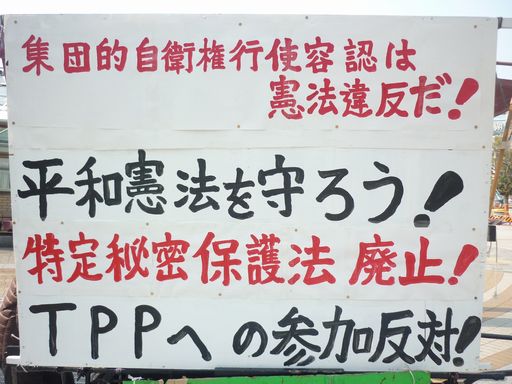 集団的自衛権行使容認は
憲法違反だ!
平和憲法を守ろう!
特定秘密保護法 廃止!
TPPへの参加反対!